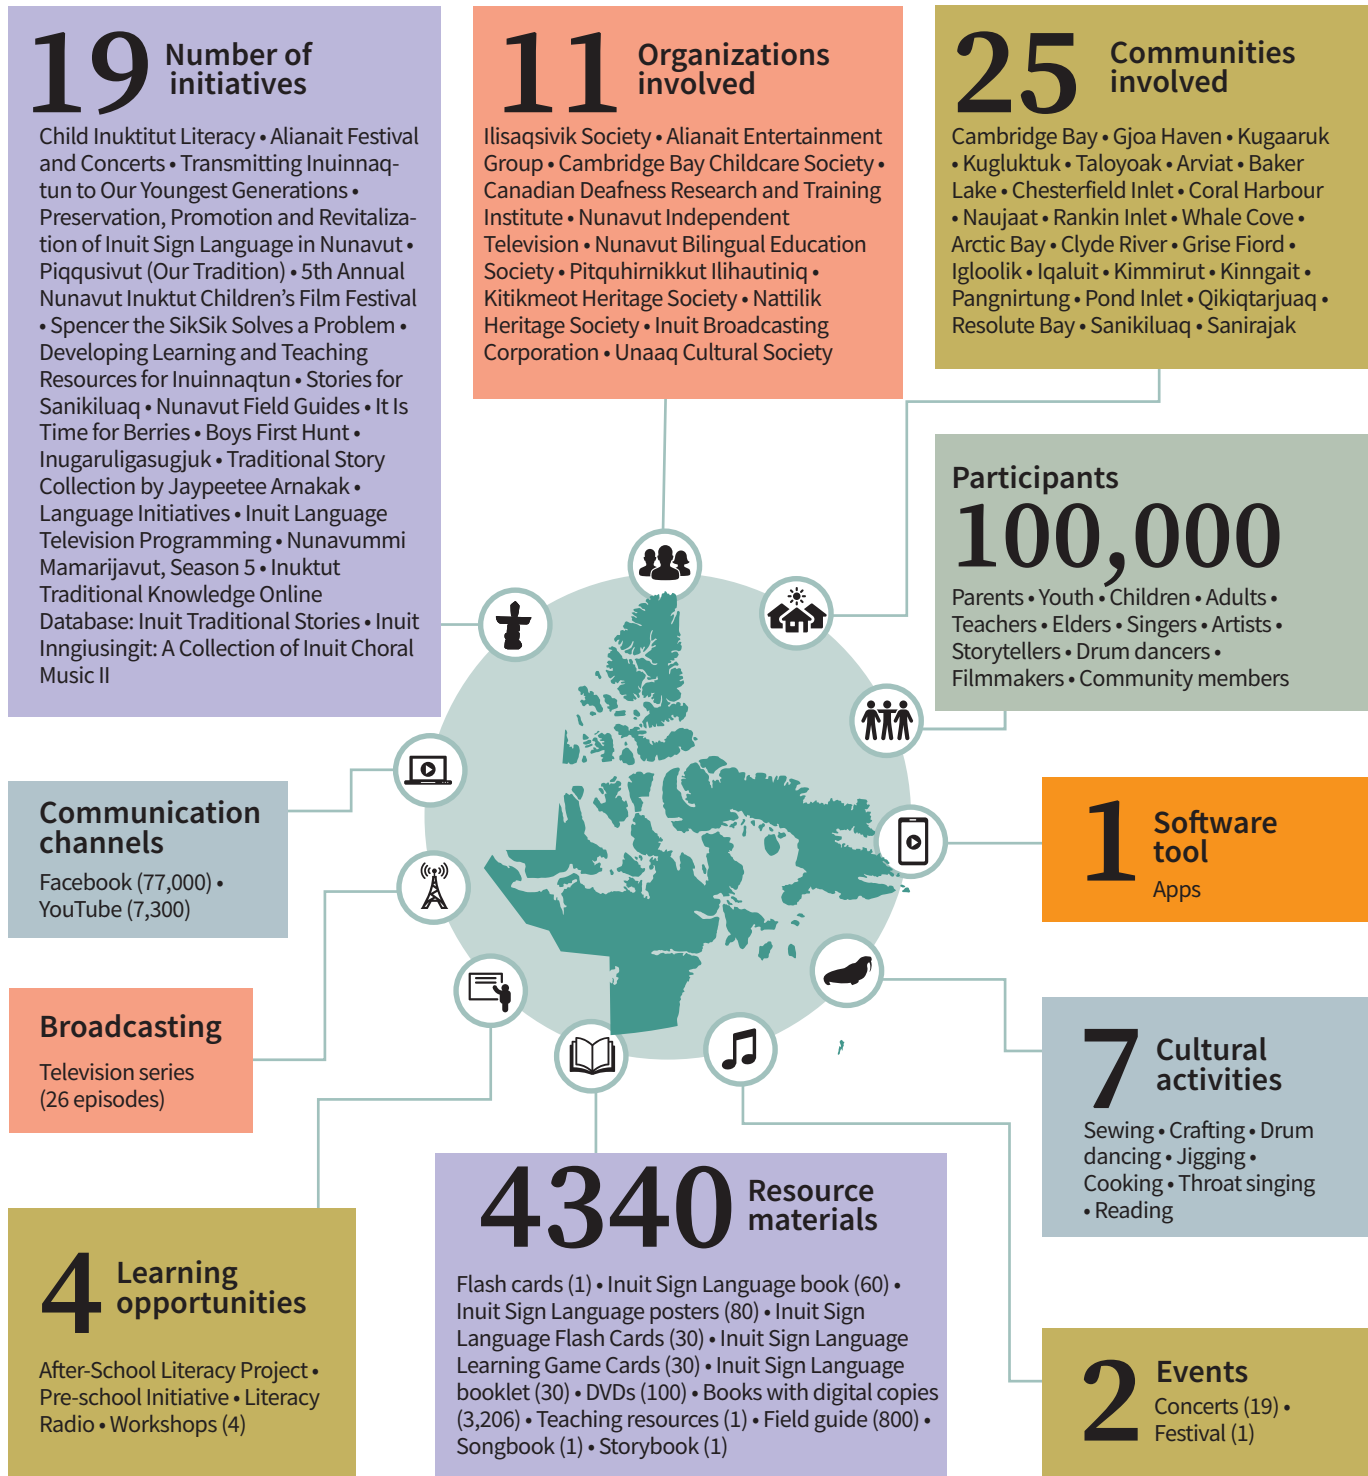 19 Number of
initiatives
Child Inuktitut Literacy • Alianait Festival
and Concerts • Transmitting Inuinnaq-
tun to Our Youngest Generations •
Preservation, Promotion and Revitaliza-
tion of Inuit Sign Language in Nunavut •
Piqqusivut (Our Tradition) • 5th Annual
Nunavut Inuktut Children’s Film Festival
• Spencer the SikSik Solves a Problem •
Developing Learning and Teaching
Resources for Inuinnaqtun • Stories for
Sanikiluaq • Nunavut Field Guides • It Is
Time for Berries • Boys First Hunt •
Inugaruligasugjuk • Traditional Story
Collection by Jaypeetee Arnakak •
Language Initiatives • Inuit Language
Television Programming • Nunavummi
Mamarijavut, Season 5 • Inuktut
Traditional Knowledge Online
Database: Inuit Traditional Stories • Inuit
Inngiusingit: A Collection of Inuit Choral
Music II
11 Organizations
involved
Ilisaqsivik Society • Alianait Entertainment
Group • Cambridge Bay Childcare Society •
Canadian Deafness Research and Training
Institute • Nunavut Independent
Television • Nunavut Bilingual Education
Society • Pitquhirnikkut Ilihautiniq •
Kitikmeot Heritage Society • Nattilik
Heritage Society • Inuit Broadcasting
Corporation • Unaaq Cultural Society
25 Communities
involved
Cambridge Bay • Gjoa Haven • Kugaaruk
• Kugluktuk • Taloyoak • Arviat • Baker
Lake • Chesterfield Inlet • Coral Harbour
• Naujaat • Rankin Inlet • Whale Cove •
Arctic Bay • Clyde River • Grise Fiord •
Igloolik • Iqaluit • Kimmirut • Kinngait •
Pangnirtung • Pond Inlet • Qikiqtarjuaq •
Resolute Bay • Sanikiluaq • Sanirajak
Participants
100,000
Parents • Youth • Children • Adults •
Teachers • Elders • Singers • Artists •
Storytellers • Drum dancers •
Filmmakers • Community members
Communication
channels
Facebook (77,000) •
YouTube (7,300)
1 Software
tool
Apps
Broadcasting
Television series
(26 episodes)
7 Cultural
activities
Sewing • Crafting • Drum
dancing • Jigging •
Cooking • Throat singing
• Reading
4 Learning
opportunities
After-School Literacy Project •
Pre-school Initiative • Literacy
Radio • Workshops (4)
4340 Resource
materials
Flash cards (1) • Inuit Sign Language book (60) •
Inuit Sign Language posters (80) • Inuit Sign
Language Flash Cards (30) • Inuit Sign Language
Learning Game Cards (30) • Inuit Sign Language
booklet (30) • DVDs (100) • Books with digital copies
(3,206) • Teaching resources (1) • Field guide (800) •
Songbook (1) • Storybook (1)
2 Events
Concerts (19) •
Festival (1)